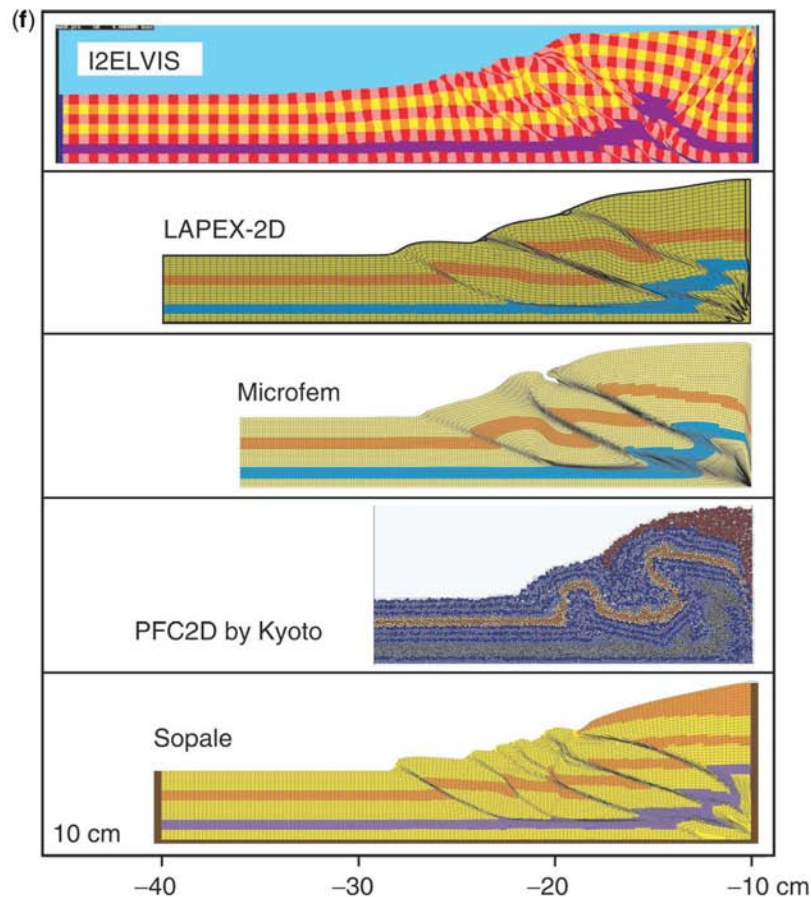 (f)
I2ELVIS
LAPEX-2D
Microfem
PFC2D by Kyoto
Sopale
10 cm
−40 −30 −20 −10 cm